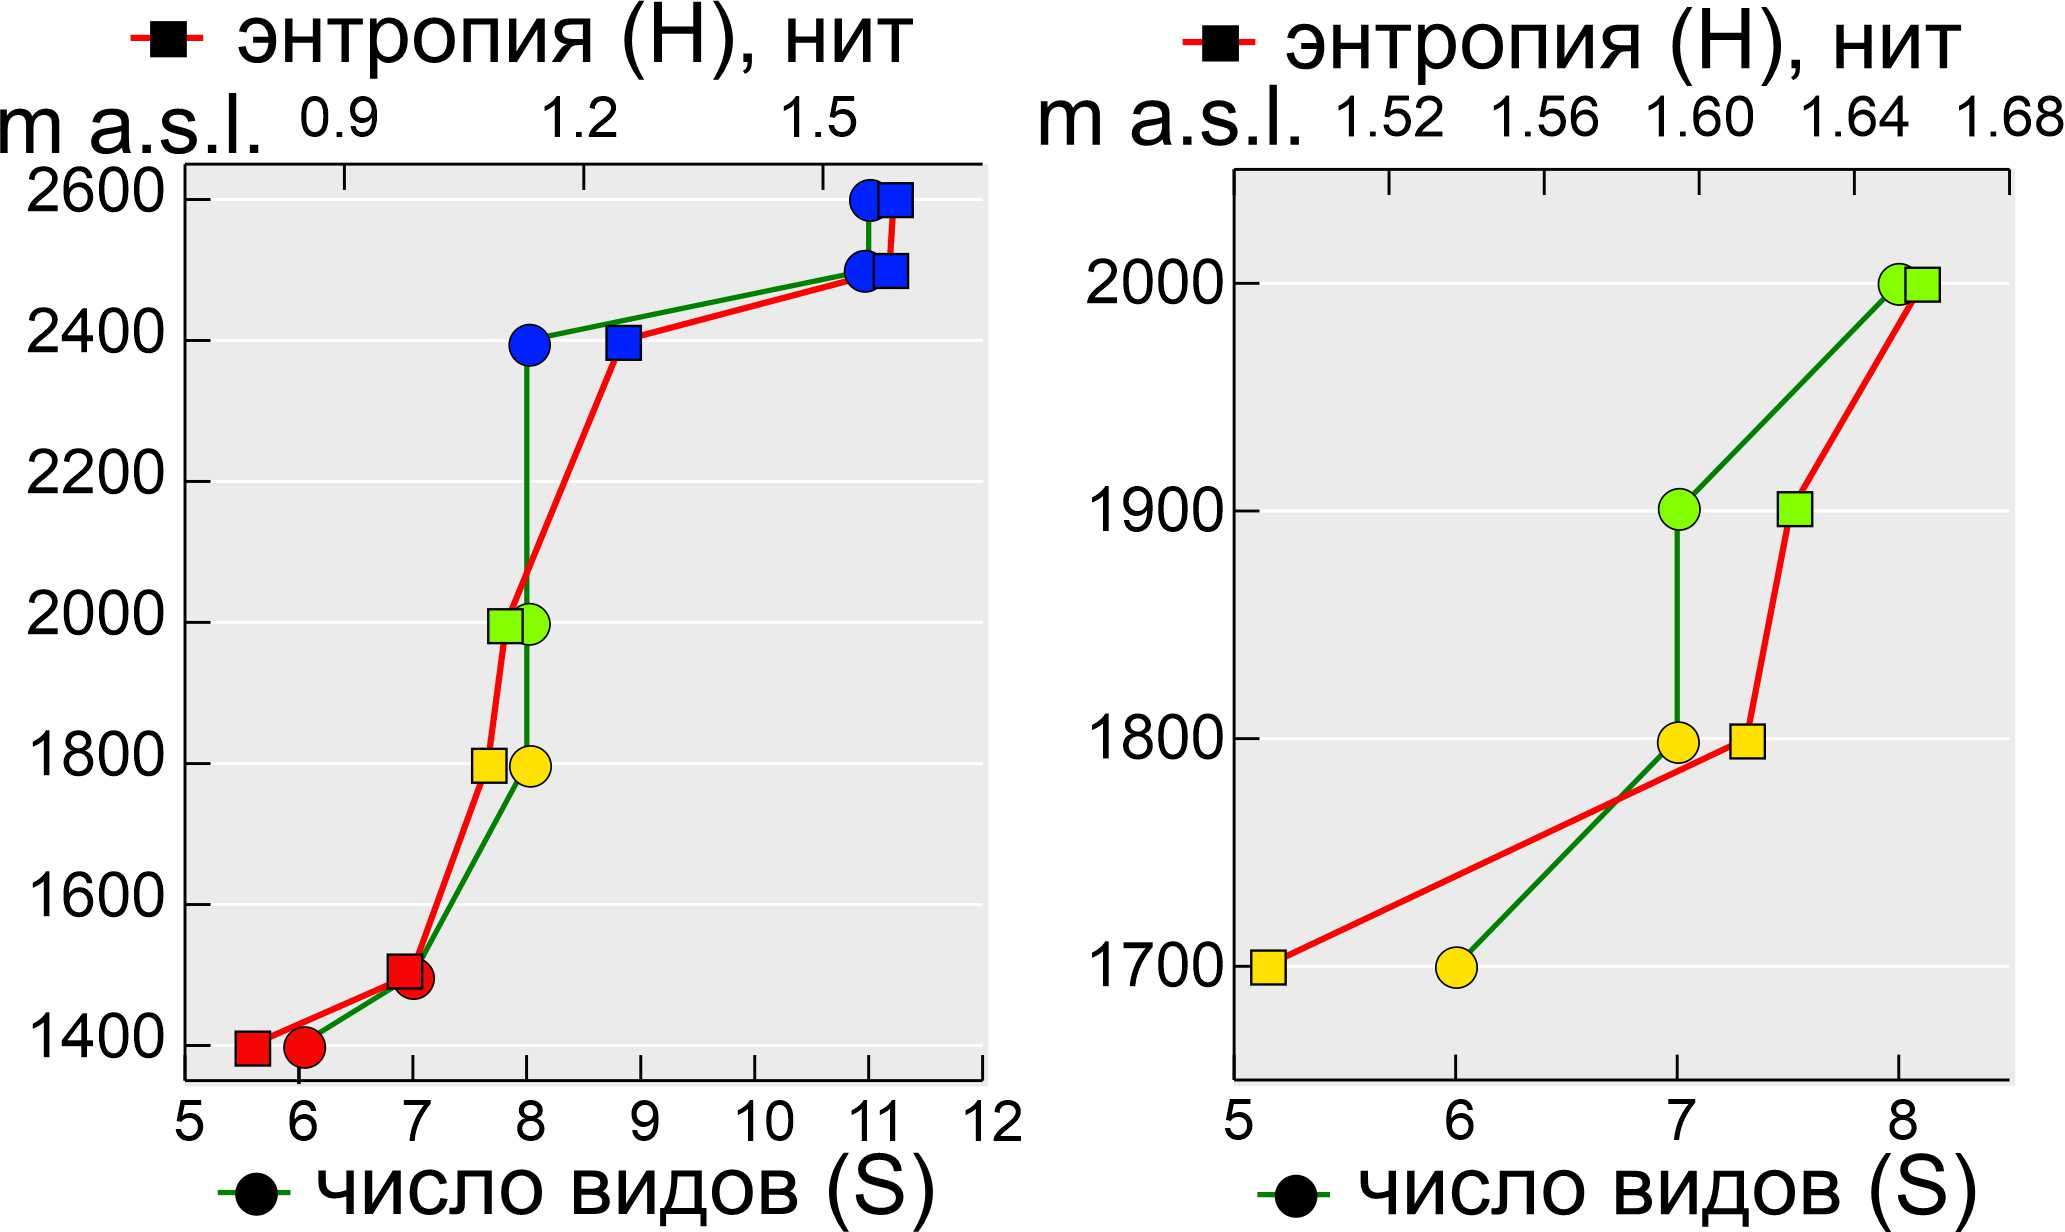 энтропия (H), нит
m a.s.l. 0.9 1.2 1.5
2600
2400
2200
2000
1800
1600
1400
5 6 7 8 9 10 11 12
число видов (S)
энтропия (H), нит
m a.s.l. 1.52 1.56 1.60 1.64 1.68
2000
1900
1800
1700
5 6 7 8
число видов (S)